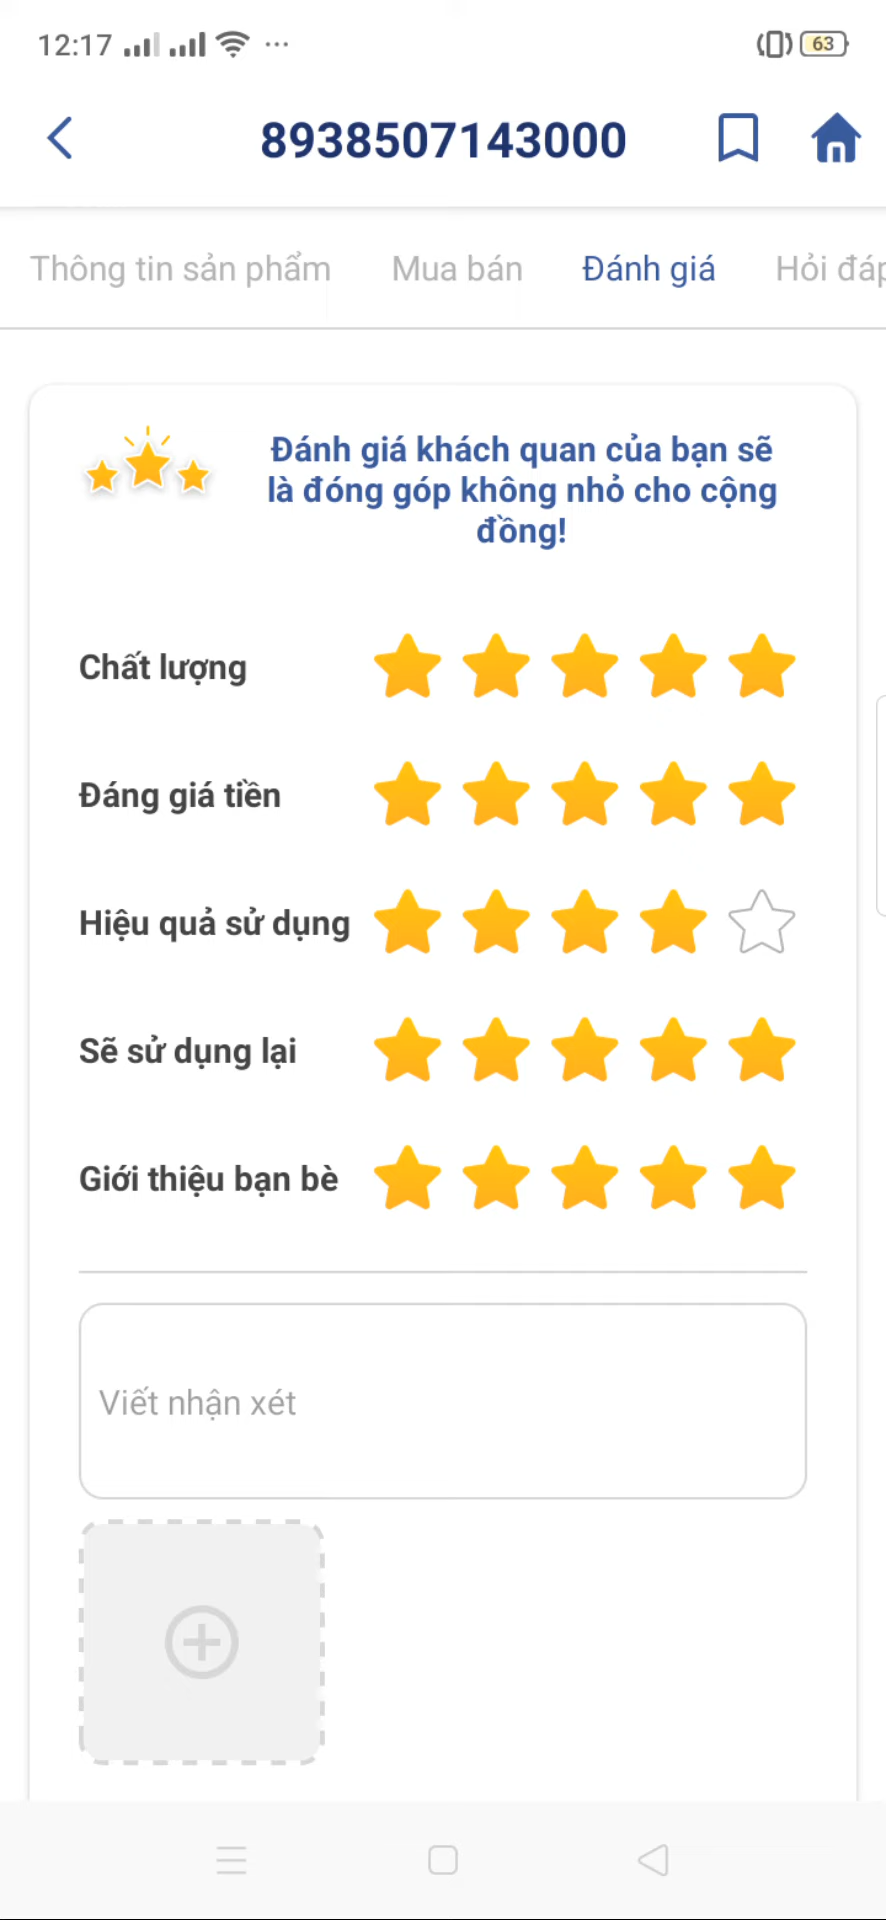 12:17
63
8938507143000
Thông tin sản phẩm
Mua bán
Đánh giá
Hỏi đáp
Đánh giá khách quan của bạn sẽ
là đóng góp không nhỏ cho cộng
đồng!
Chất lượng
Đáng giá tiền
Hiệu quả sử dụng
Sẽ sử dụng lại
Giới thiệu bạn bè
Viết nhận xét